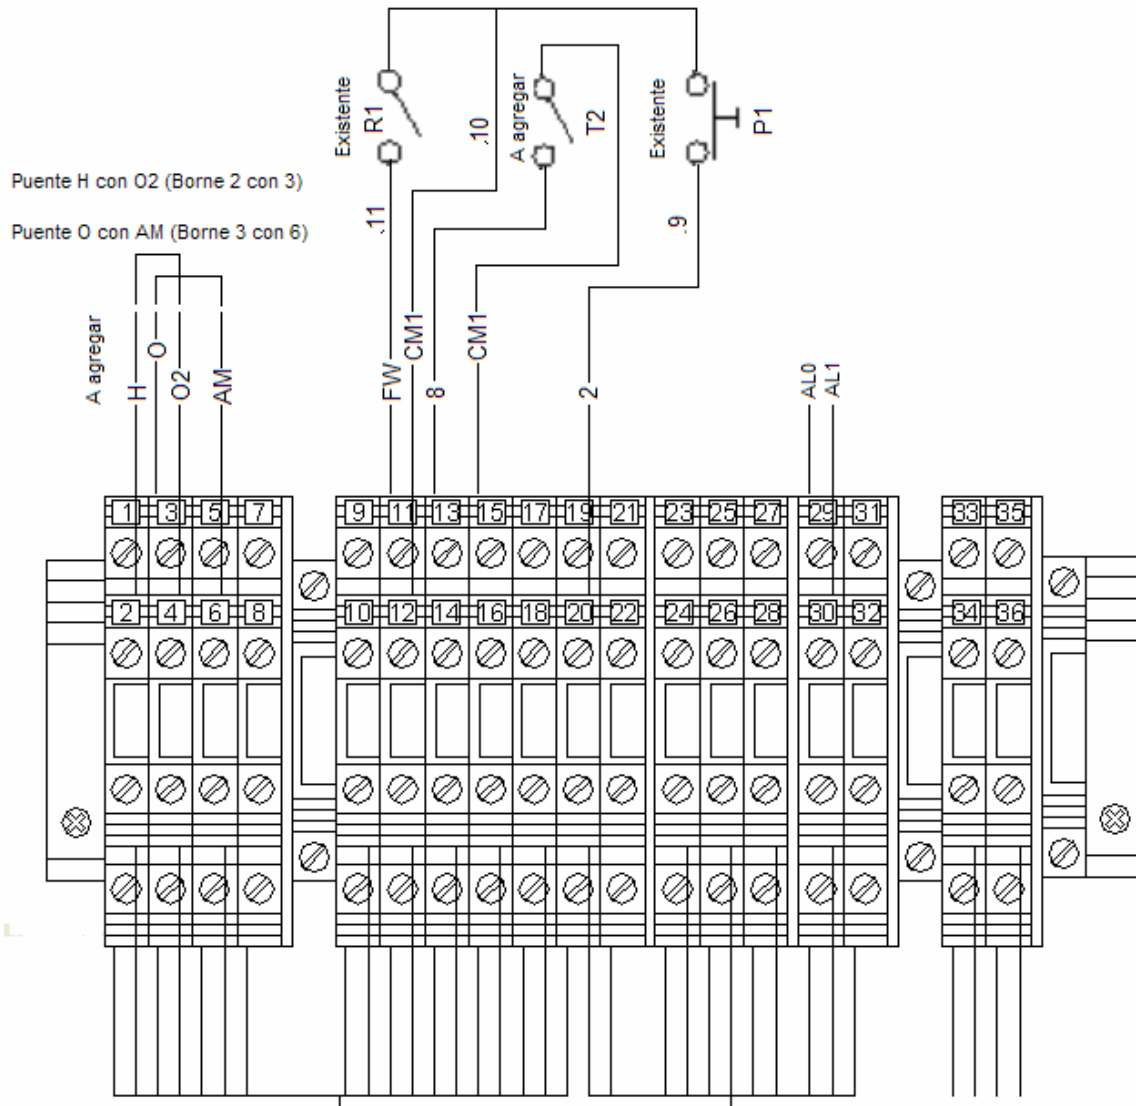 Existente
R1
.10
A agregar
T2
Existente
P1
Puente H con O2 (Borne 2 con 3)
.11
.9
Puente O con AM (Borne 3 con 6)
A agregar
H
O
O2
AM
FW
CM1
8
CM1
2
AL0
AL1
1 3 5 7 9 11 13 15 17 19 21 23 25 27 29 31 33 35
2 4 6 8 10 12 14 16 18 20 22 24 26 28 30 32 34 36